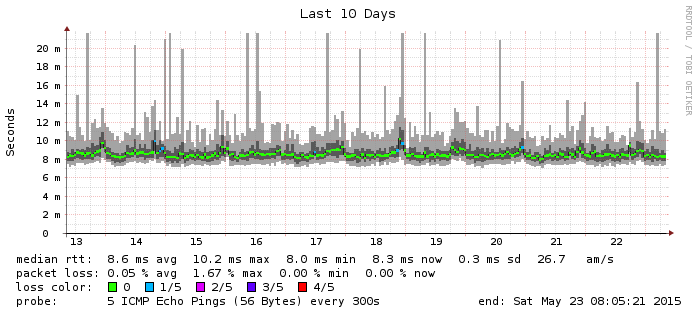 Last 10 Days
RRDTOOL / TOBI OETIKER
Seconds
20 m
18 m
16 m
14 m
12 m
10 m
8 m
6 m
4 m
2 m
0
13 14 15 16 17 18 19 20 21 22
median rtt: 8.6 ms avg 10.2 ms max 8.0 ms min 8.3 ms now 0.3 ms sd 26.7 am/s
packet loss: 0.05 % avg 1.67 % max 0.00 % min 0.00 % now
loss color: 0 1/5 2/5 3/5 4/5
probe: 5 ICMP Echo Pings (56 Bytes) every 300s end: Sat May 23 08:05:21 2015